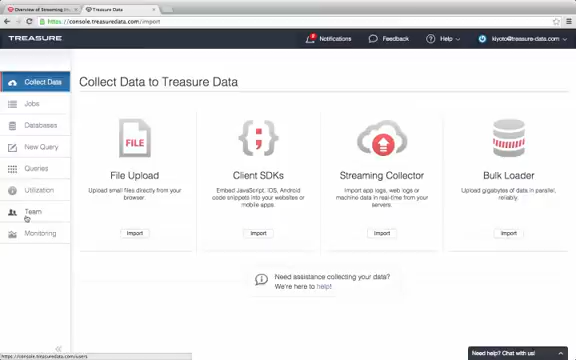 Overview of Streaming
Treasure Data
https://console.treasuredata.com/import
TREASURE
Notifications
Feedback
Help
kiyoto@treasure-data.com
Collect Data
Jobs
Databases
New Query
Queries
Utilization
Team
Monitoring
Collect Data to Treasure Data
FILE
File Upload
Upload small files directly from your
browser.
Import
Client SDKs
Embed JavaScript, iOS, Android
code snippets into your websites or
mobile apps.
Import
Streaming Collector
Import app logs, web logs or
machine data in real-time from your
servers.
Import
Bulk Loader
Upload gigabytes of data in parallel,
reliably.
Import
Need assistance collecting your data?
We're here to help!
https://console.treasuredata.com/users
Need help? Chat with us!